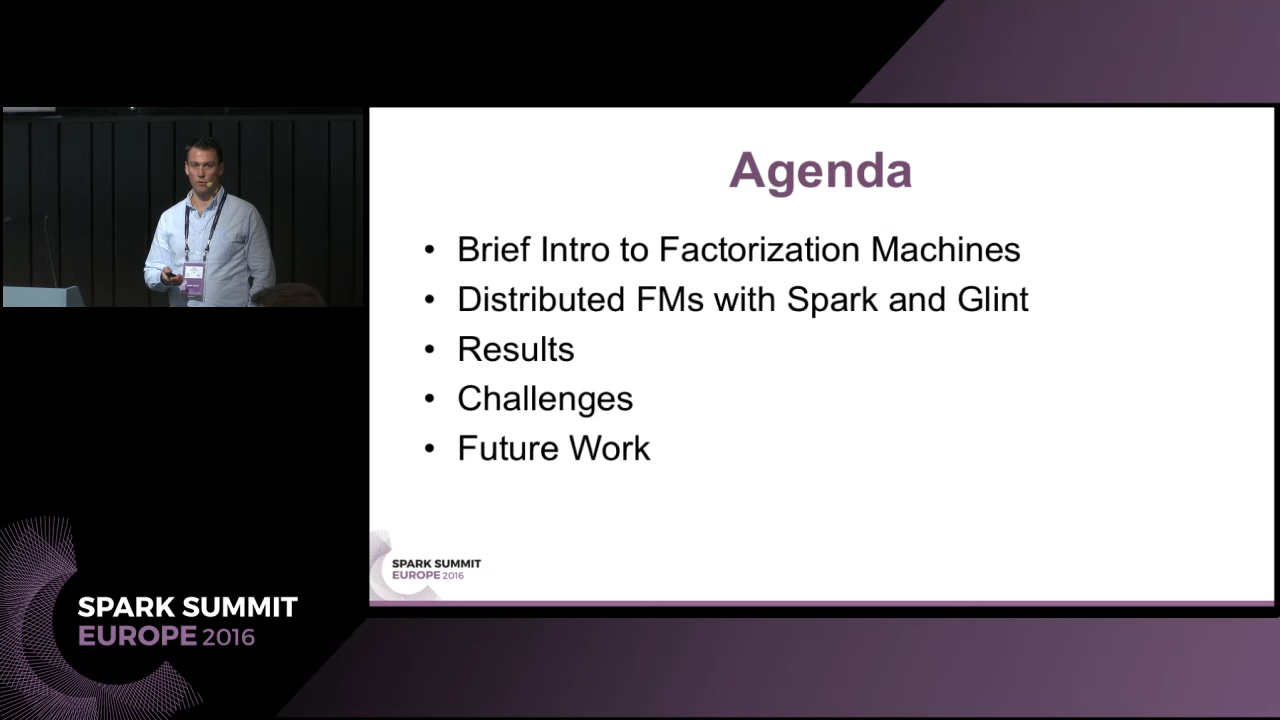 Agenda
• Brief Intro to Factorization Machines
• Distributed FMs with Spark and Glint
• Results
• Challenges
• Future Work
SPARK SUMMIT
EUROPE 2016
SPARK SUMMIT
EUROPE 2016